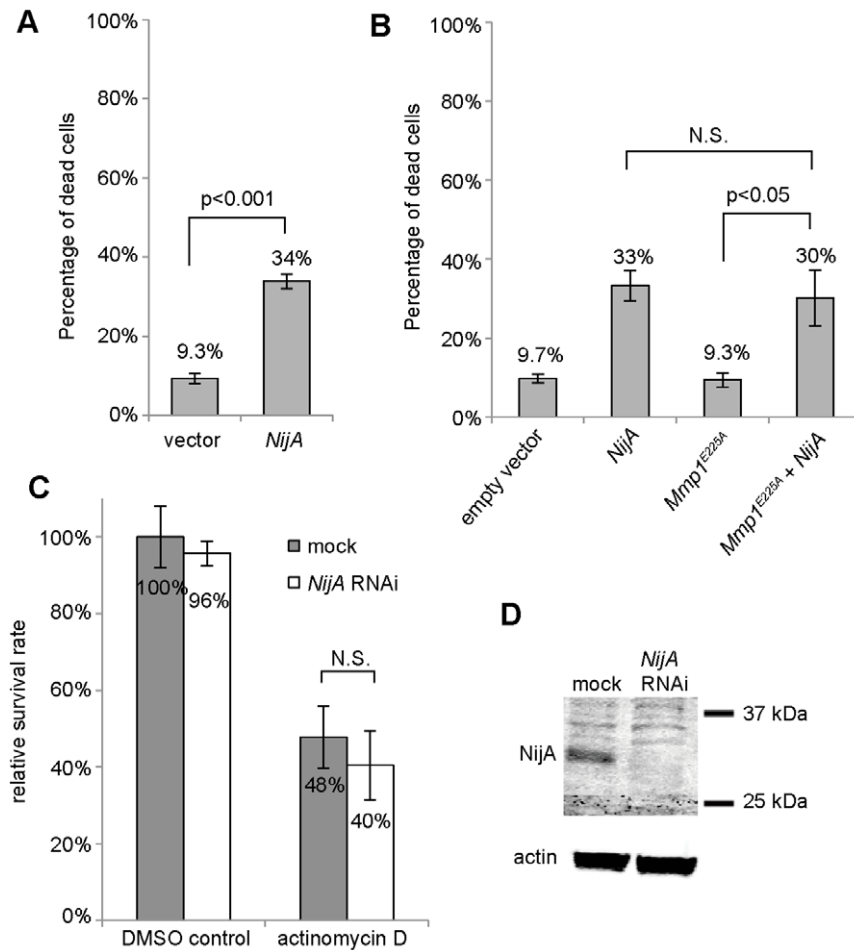 A
Percentage of dead cells
100%
80%
60%
40%
20%
0%
p<0.001
9.3%
34%
vector
NijA
B
Percentage of dead cells
100%
80%
60%
40%
20%
0%
N.S.
p<0.05
9.7%
33%
9.3%
30%
empty vector
NijA
Mmp1E225A
Mmp1E225A + NijA
C
relative survival rate
100%
80%
60%
40%
20%
0%
mock
NijA RNAi
100%
96%
N.S.
48%
40%
DMSO control
actinomycin D
D
mock
NijA
RNAi
NijA
37 kDa
25 kDa
actin